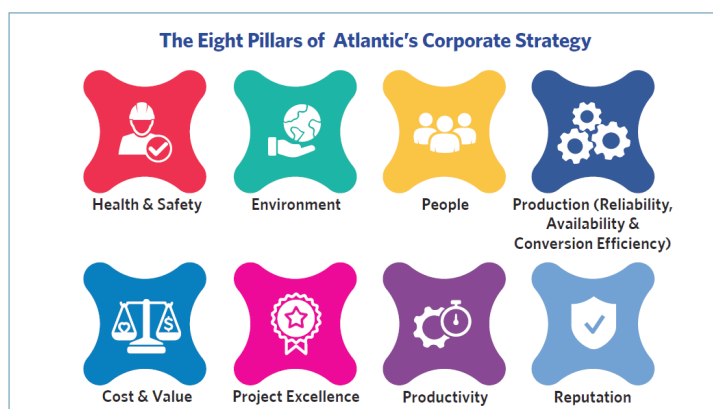 The Eight Pillars of Atlantic's Corporate Strategy
Health & Safety
Environment
People
Production (Reliability,
Availability &
Conversion Efficiency)
$
Cost & Value
Project Excellence
Productivity
Reputation